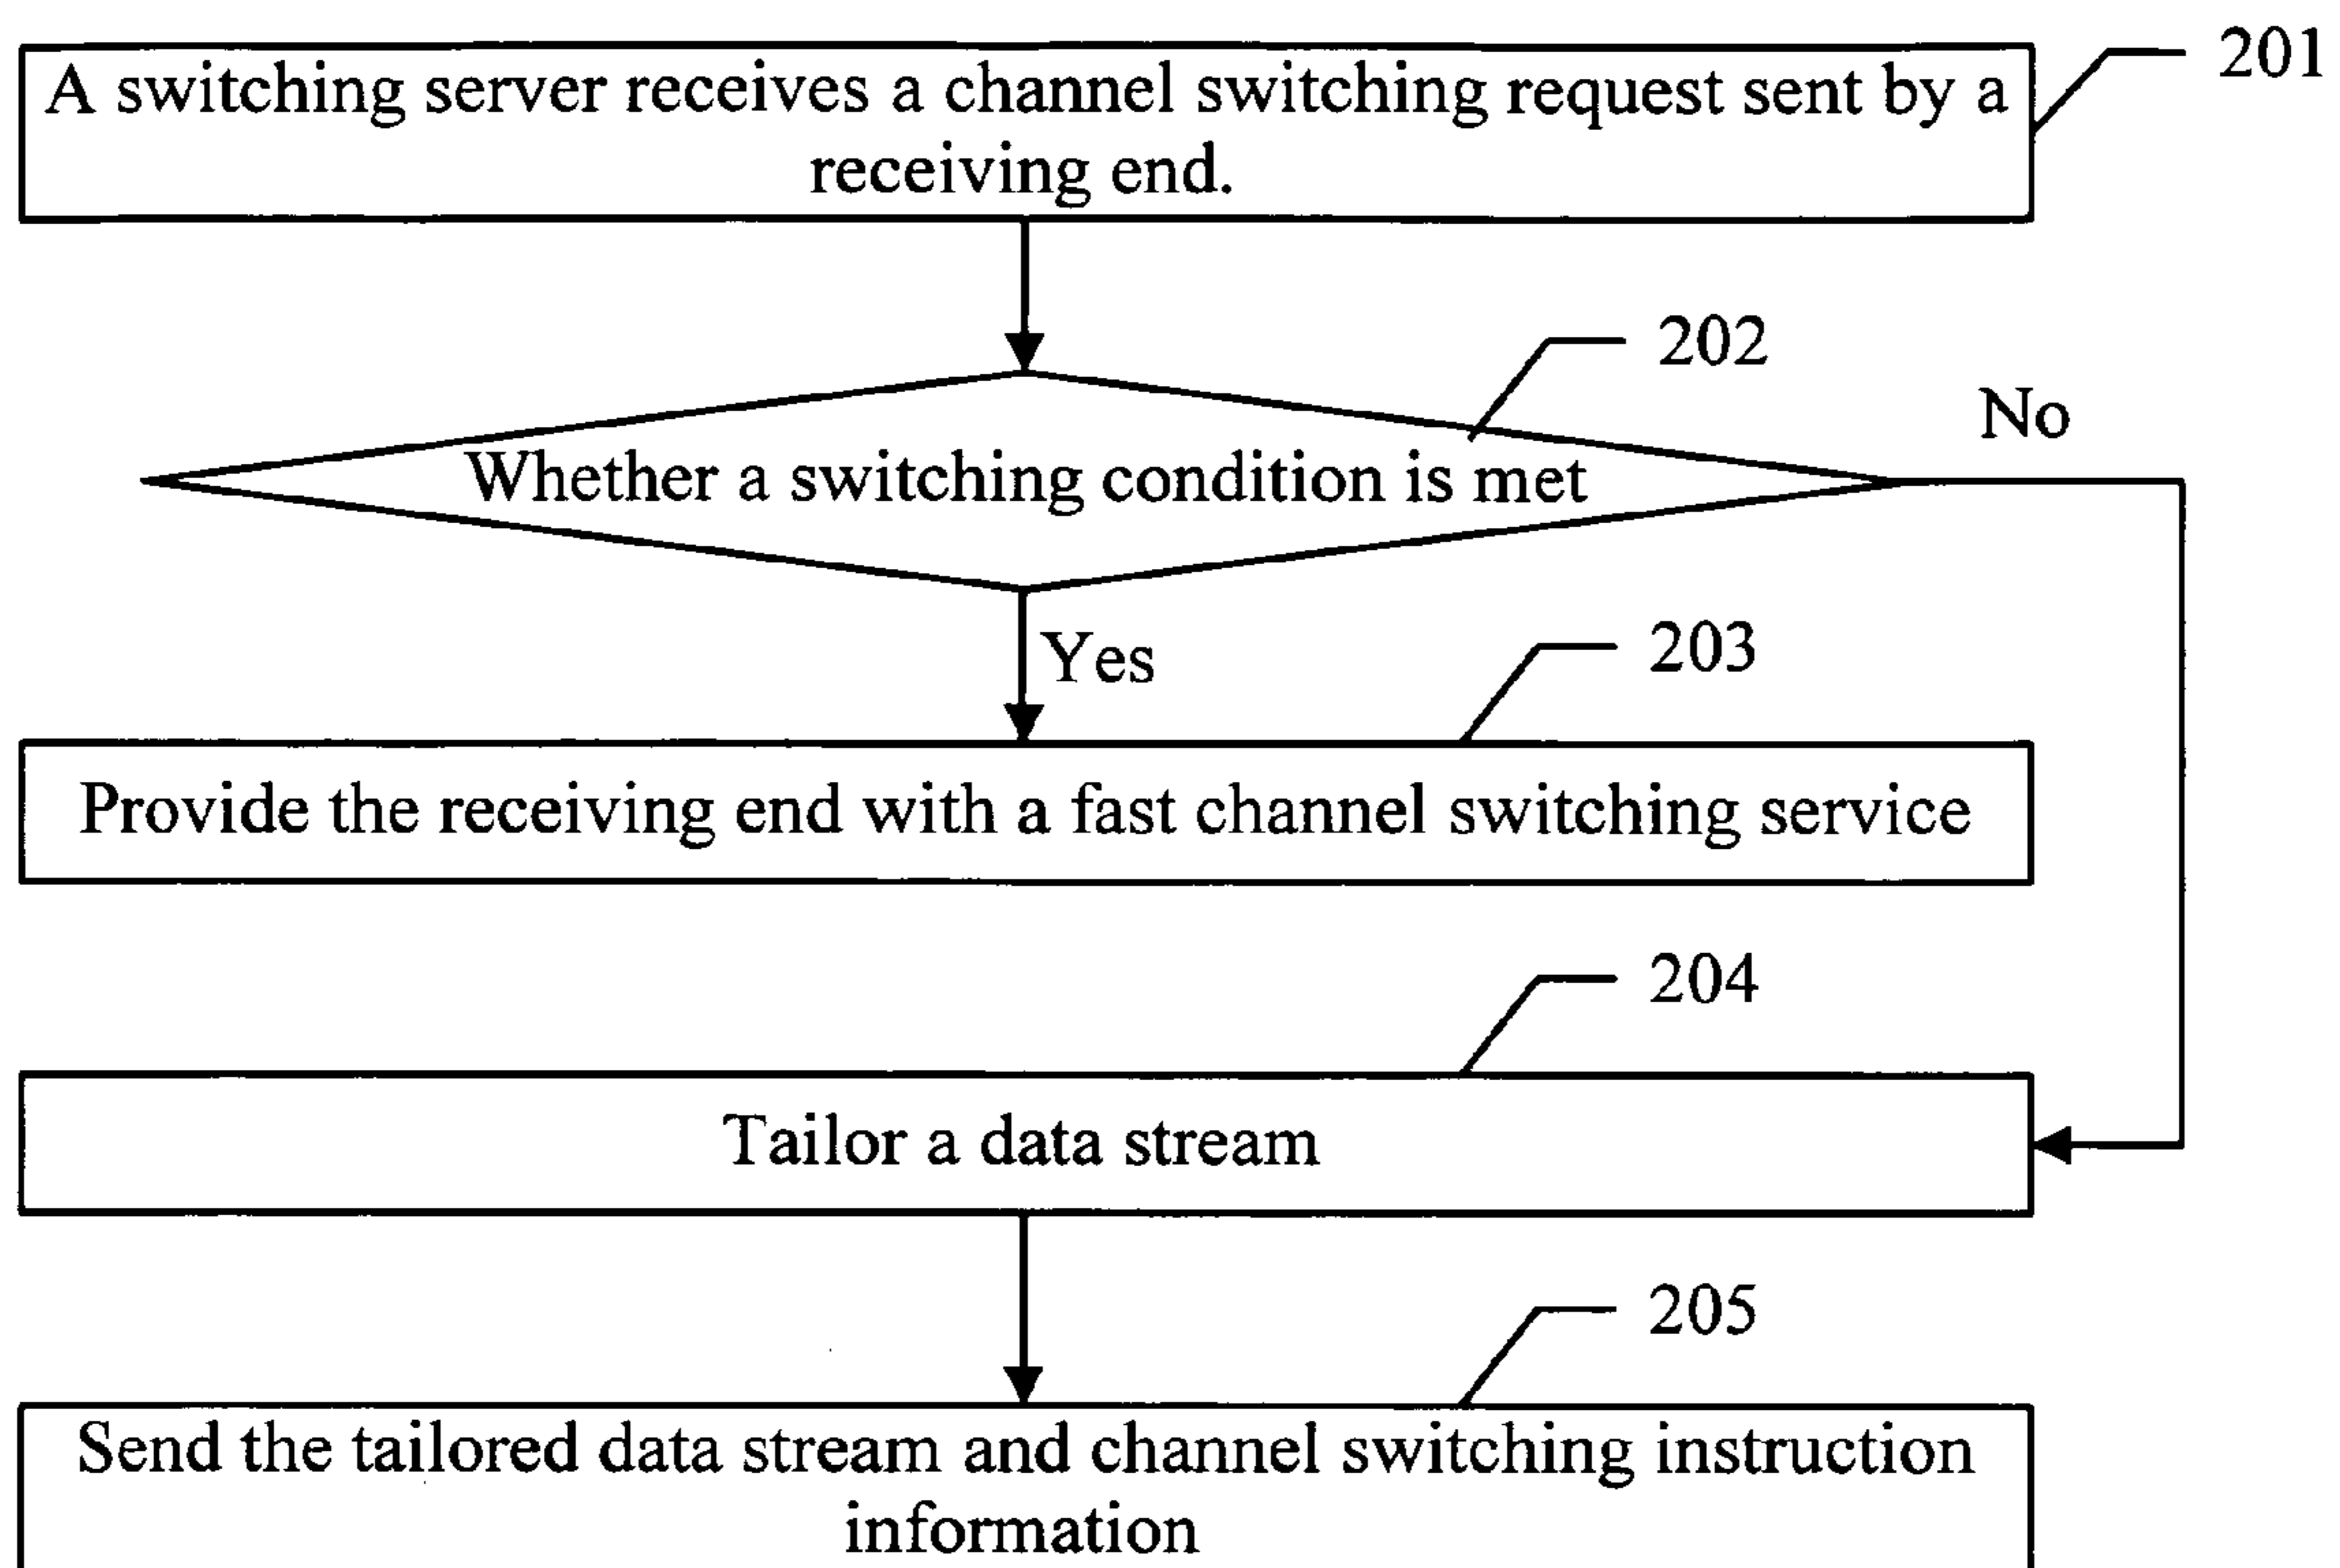 201
A switching server receives a channel switching request sent by a
receiving end.
202
No
Whether a switching condition is met
Yes
203
Provide the receiving end with a fast channel switching service
204
Tailor a data stream
205
Send the tailored data stream and channel switching instruction
information